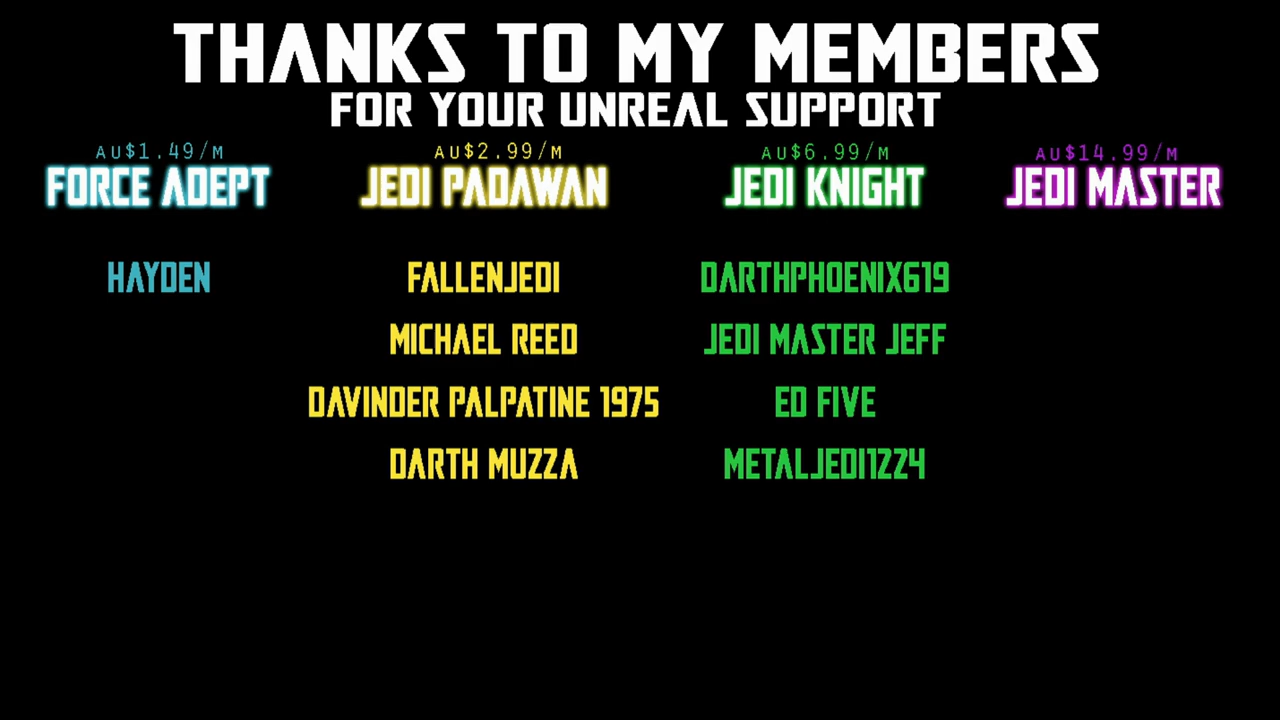 THANKS TO MY MEMBERS
FOR YOUR UNREAL SUPPORT
AU$1.49/M AU$2.99/M AU$6.99/M AU$14.99/M
FORCE ADEPT JEDI PADAWAN JEDI KNIGHT JEDI MASTER
HAYDEN FALLENJEDI DARTHPHOENIX619
MICHAEL REED JEDI MASTER JEFF
DAVINDER PALPATINE 1975 ED FIVE
DARTH MUZZA METALJEDI1224